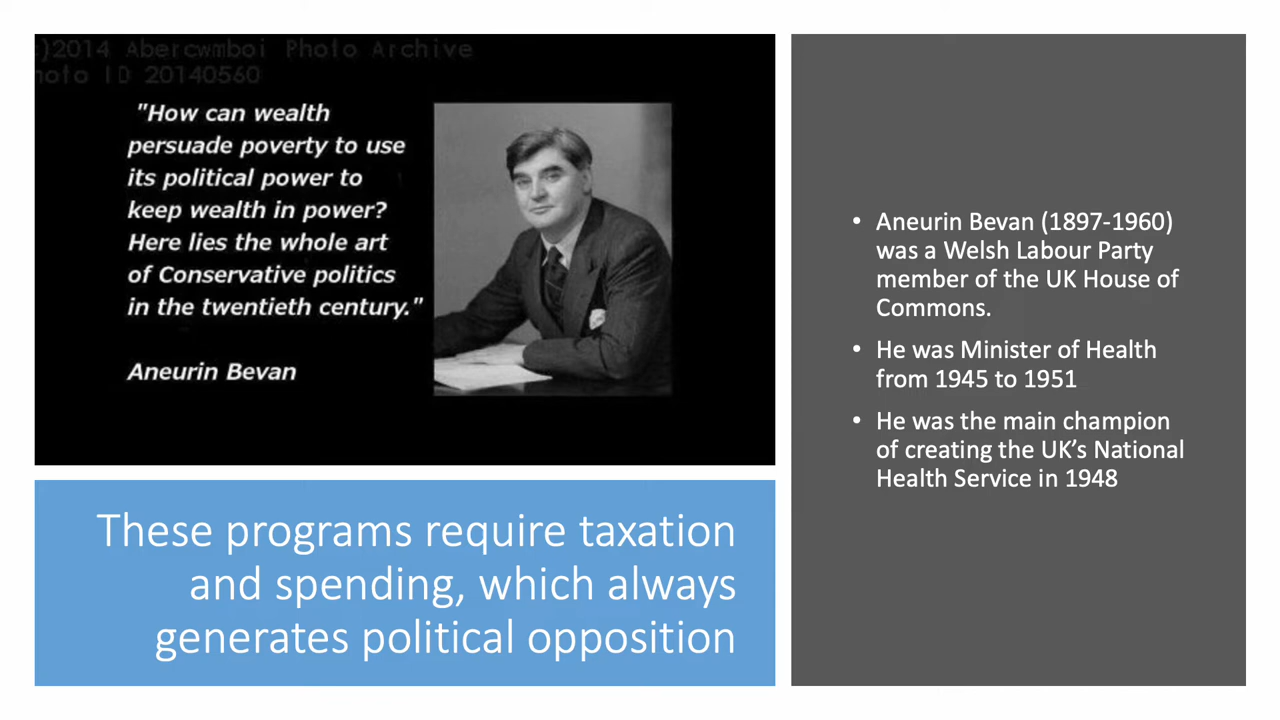 )2014 Abercwmboi Photo Archive
hoto ID 20140560
"How can wealth
persuade poverty to use
its political power to
keep wealth in power?
Here lies the whole art
of Conservative politics
in the twentieth century."
Aneurin Bevan
These programs require taxation
and spending, which always
generates political opposition
• Aneurin Bevan (1897-1960)
was a Welsh Labour Party
member of the UK House of
Commons.
• He was Minister of Health
from 1945 to 1951
• He was the main champion
of creating the UK’s National
Health Service in 1948